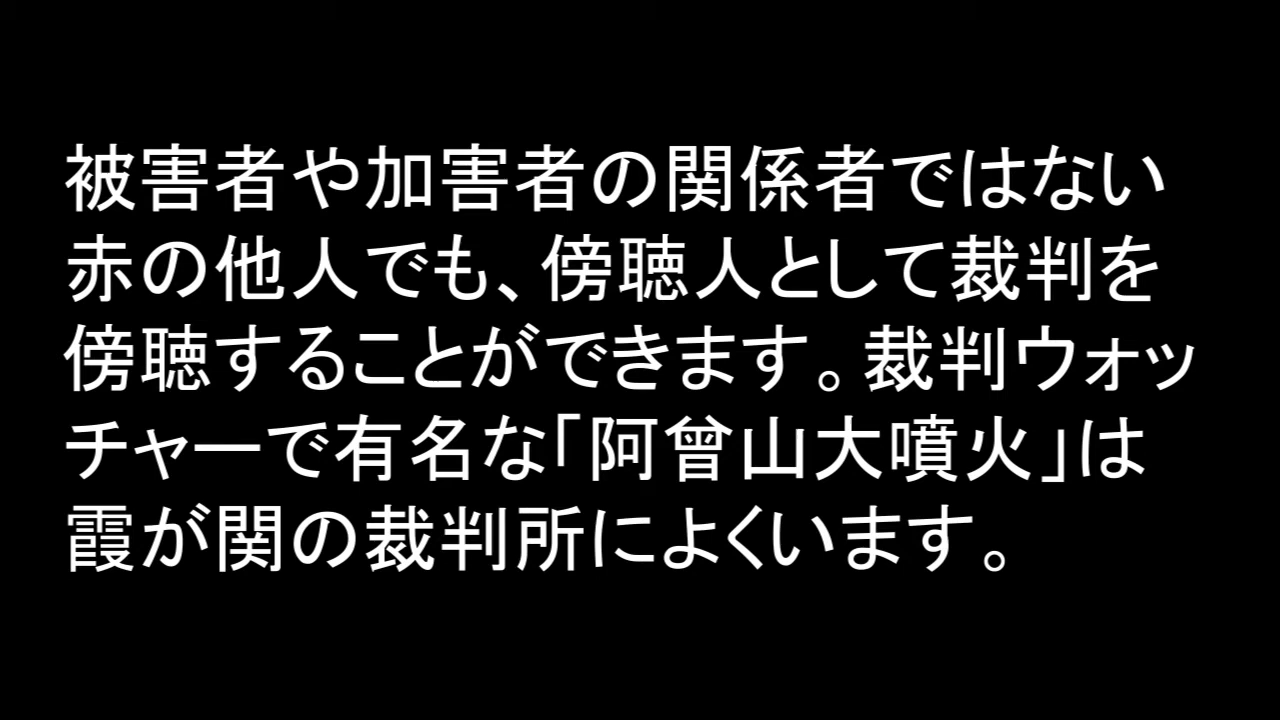 被害者や加害者の関係者ではない
赤の他人でも、傍聴人として裁判を
傍聴することができます。裁判ウォッ
チャーで有名な「阿曾山大噴火」は
霞が関の裁判所によくいます。